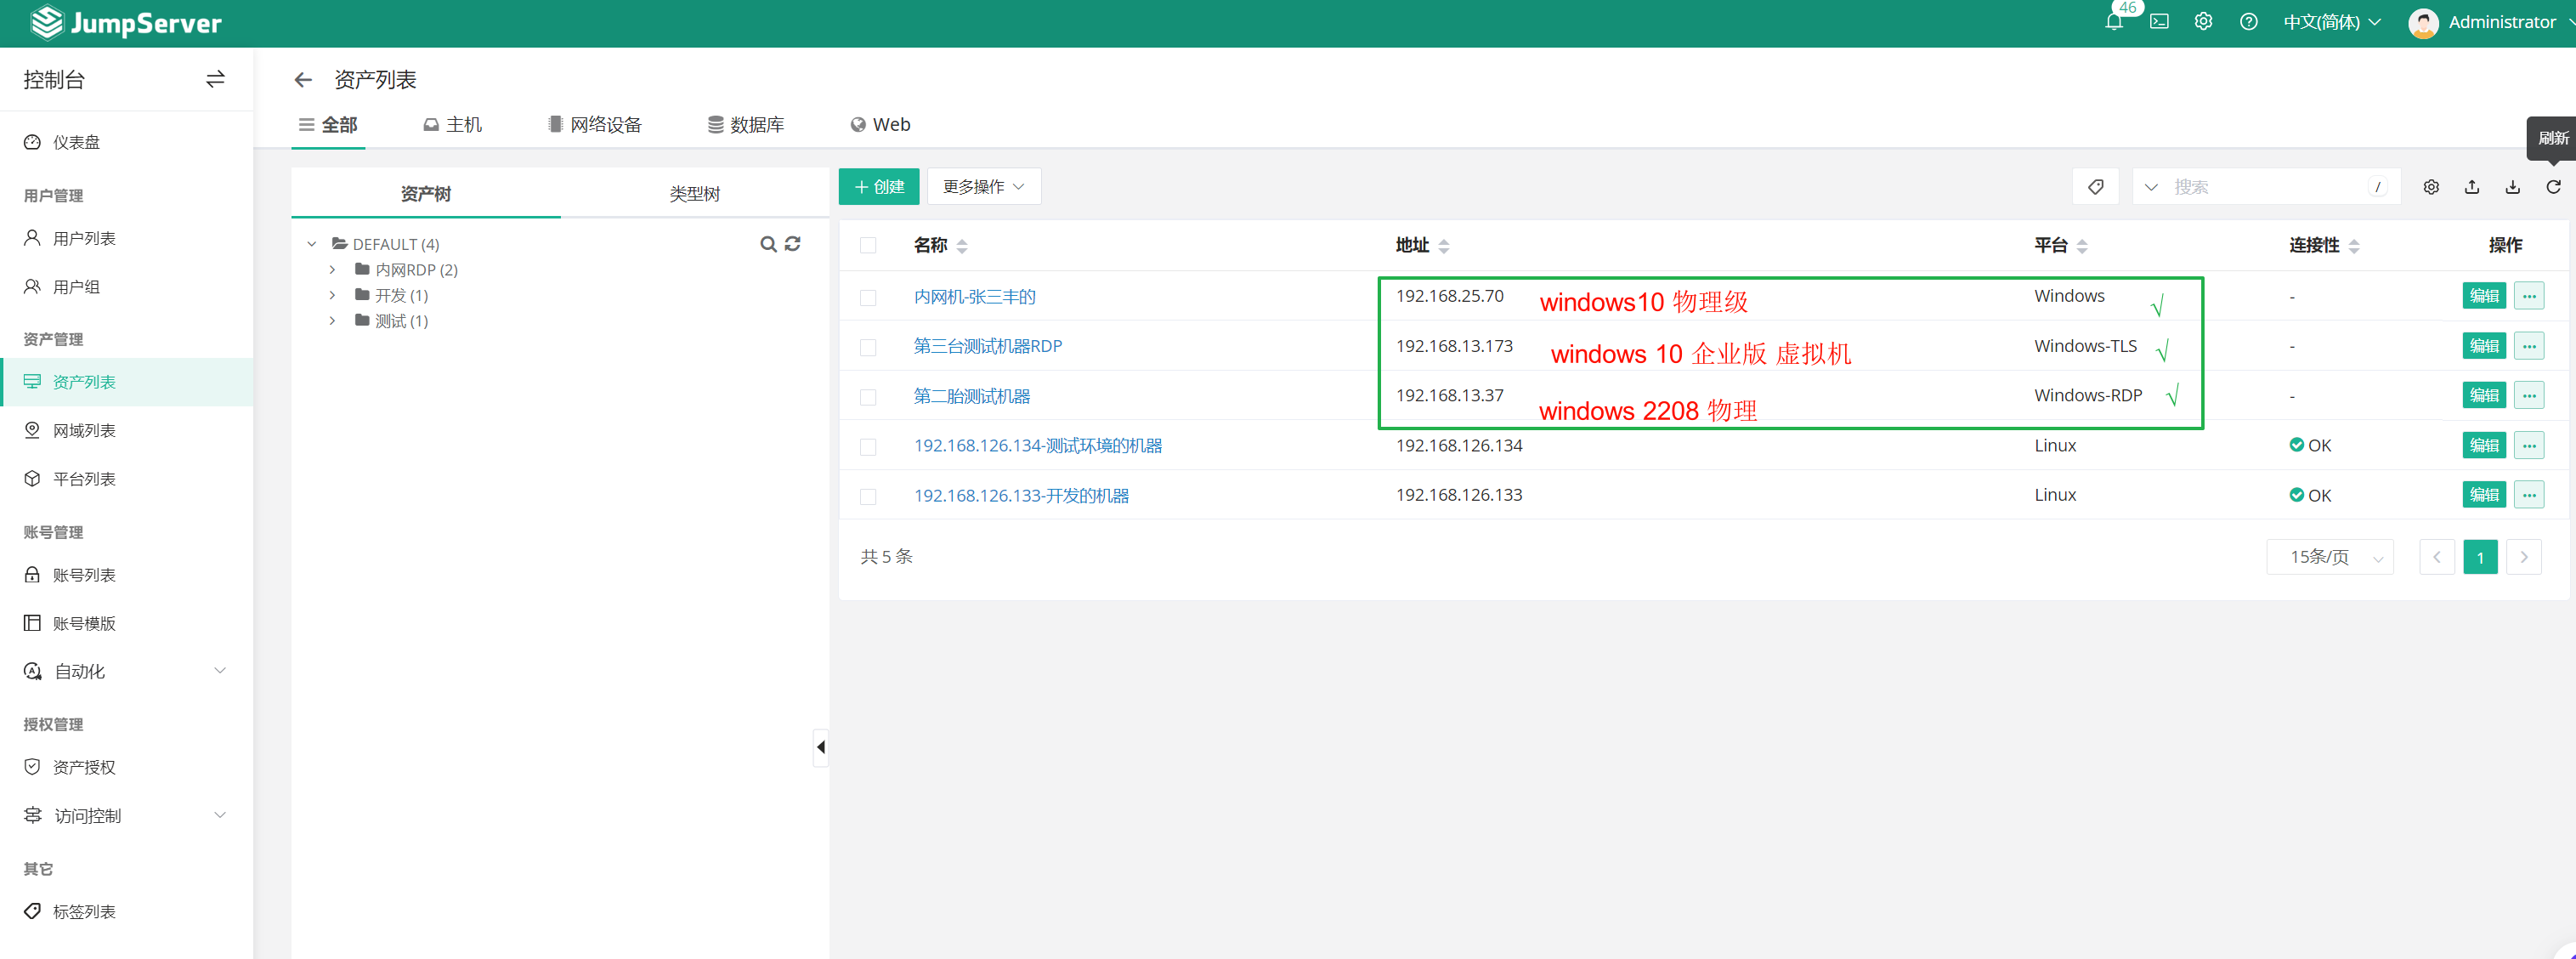 JumpServer
46
中文(简体)
Administrator
控制台
资产列表
仪表盘
用户管理
用户列表
用户组
资产管理
资产列表
网域列表
平台列表
账号管理
账号列表
账号模版
自动化
授权管理
资产授权
访问控制
其它
标签列表
全部 主机 网络设备 数据库 Web
刷新
资产树 类型树
DEFAULT (4)
内网RDP (2)
开发 (1)
测试 (1)
创建 更多操作 搜索 /
名称 地址 平台 连接性 操作
内网机-张三丰的 192.168.25.70 windows10 物理级 Windows √ - 编辑 ...
第三台测试机器RDP 192.168.13.173 windows 10 企业版 虚拟机 Windows-TLS √ - 编辑 ...
第二胎测试机器 192.168.13.37 windows 2208 物理 Windows-RDP √ - 编辑 ...
192.168.126.134-测试环境的机器 192.168.126.134 Linux OK 编辑 ...
192.168.126.133-开发的机器 192.168.126.133 Linux OK 编辑 ...
共 5 条 15条/页 1